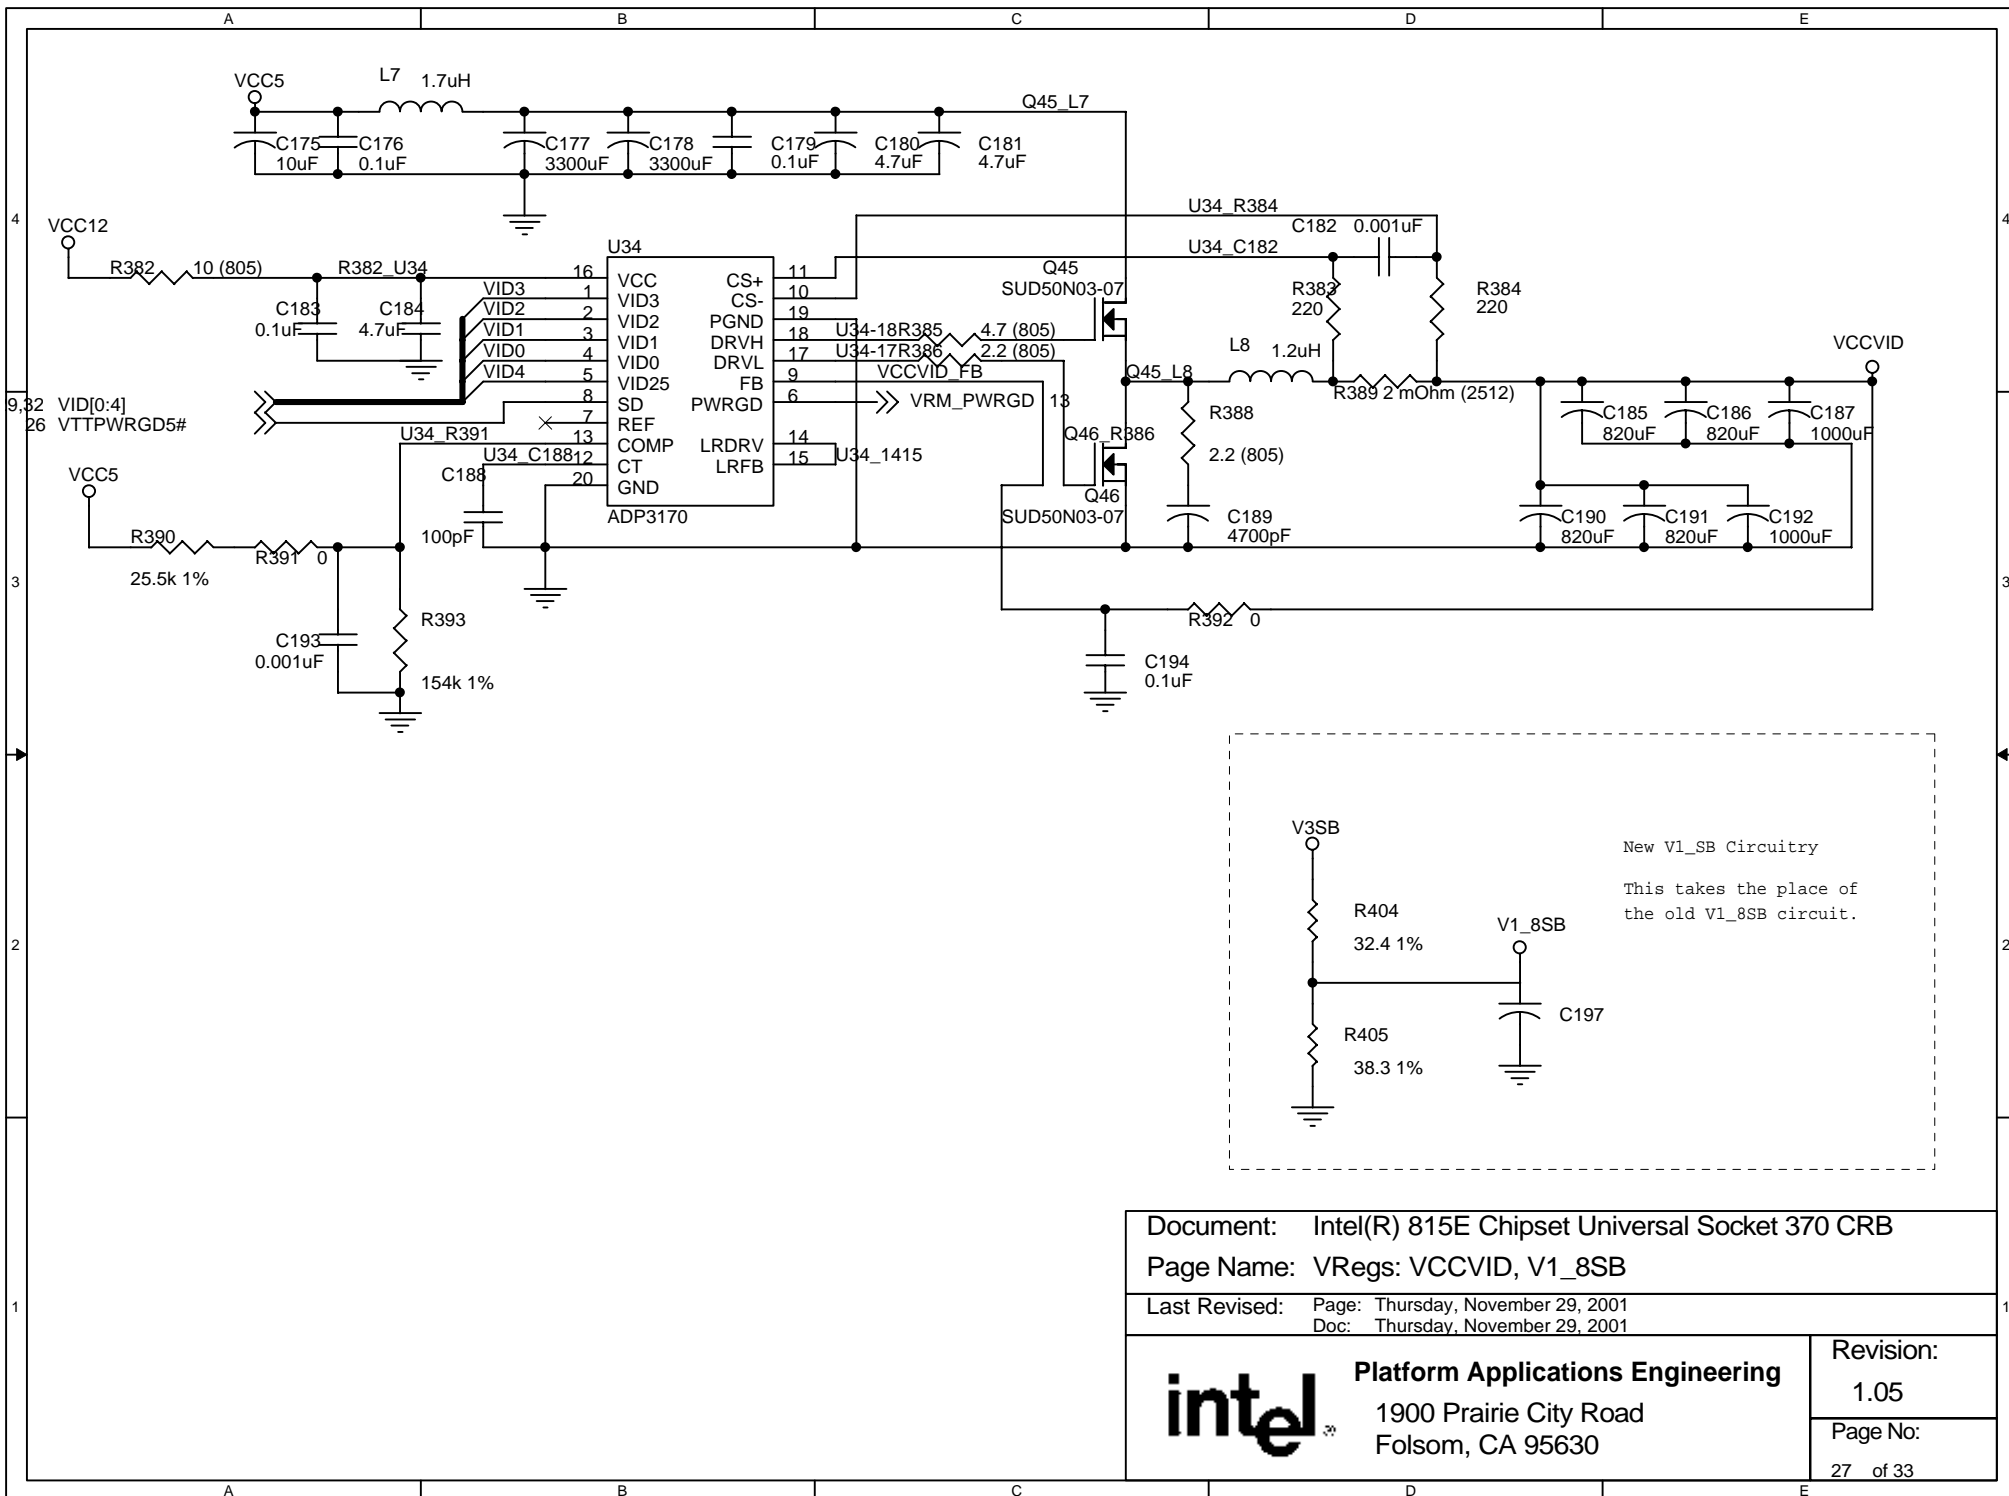 A B C D E
VCC5
L7 1.7uH
Q45_L7
C175
10uF
C176
0.1uF
C177
3300uF
C178
3300uF
C179
0.1uF
C180
4.7uF
C181
4.7uF
4 4
VCC12
R382 10 (805) R382_U34
C183
0.1uF
C184
4.7uF
U34
16 VCC
1 VID3
2 VID2
3 VID1
4 VID0
5 VID25
8 SD
7 REF
13 COMP
12 CT
20 GND
CS+ 11
CS- 10
PGND 19
DRVH 18
DRVL 17
FB 9
PWRGD 6
LRDRV 14
LRFB 15
ADP3170
VID3
VID2
VID1
VID0
VID4
9,32 VID[0:4]
26 VTTPWRGD5#
U34_R391
U34_C188
C188
100pF
U34_R384
C182 0.001uF
U34_C182
Q45
SUD50N03-07
R383
220
R384
220
U34-18 R385 4.7 (805)
U34-17 R386 2.2 (805)
VCCVID_FB
VRM_PWRGD 13
U34_1415
Q45_L8
L8 1.2uH
R389 2 mOhm (2512)
VCCVID
R388
2.2 (805)
Q46_R386
Q46
SUD50N03-07
C189
4700pF
C185
820uF
C186
820uF
C187
1000uF
C190
820uF
C191
820uF
C192
1000uF
VCC5
R390
25.5k 1%
R391 0
C193
0.001uF
R393
154k 1%
R392 0
C194
0.1uF
3 3
V3SB
R404
32.4 1%
R405
38.3 1%
V1_8SB
C197
New V1_SB Circuitry
This takes the place of
the old V1_8SB circuit.
2 2
Document: Intel(R) 815E Chipset Universal Socket 370 CRB
Page Name: VRegs: VCCVID, V1_8SB
Last Revised: Page: Thursday, November 29, 2001
Doc: Thursday, November 29, 2001
1 1
intel®
Platform Applications Engineering
1900 Prairie City Road
Folsom, CA 95630
Revision:
1.05
Page No:
27 of 33
A B C D E